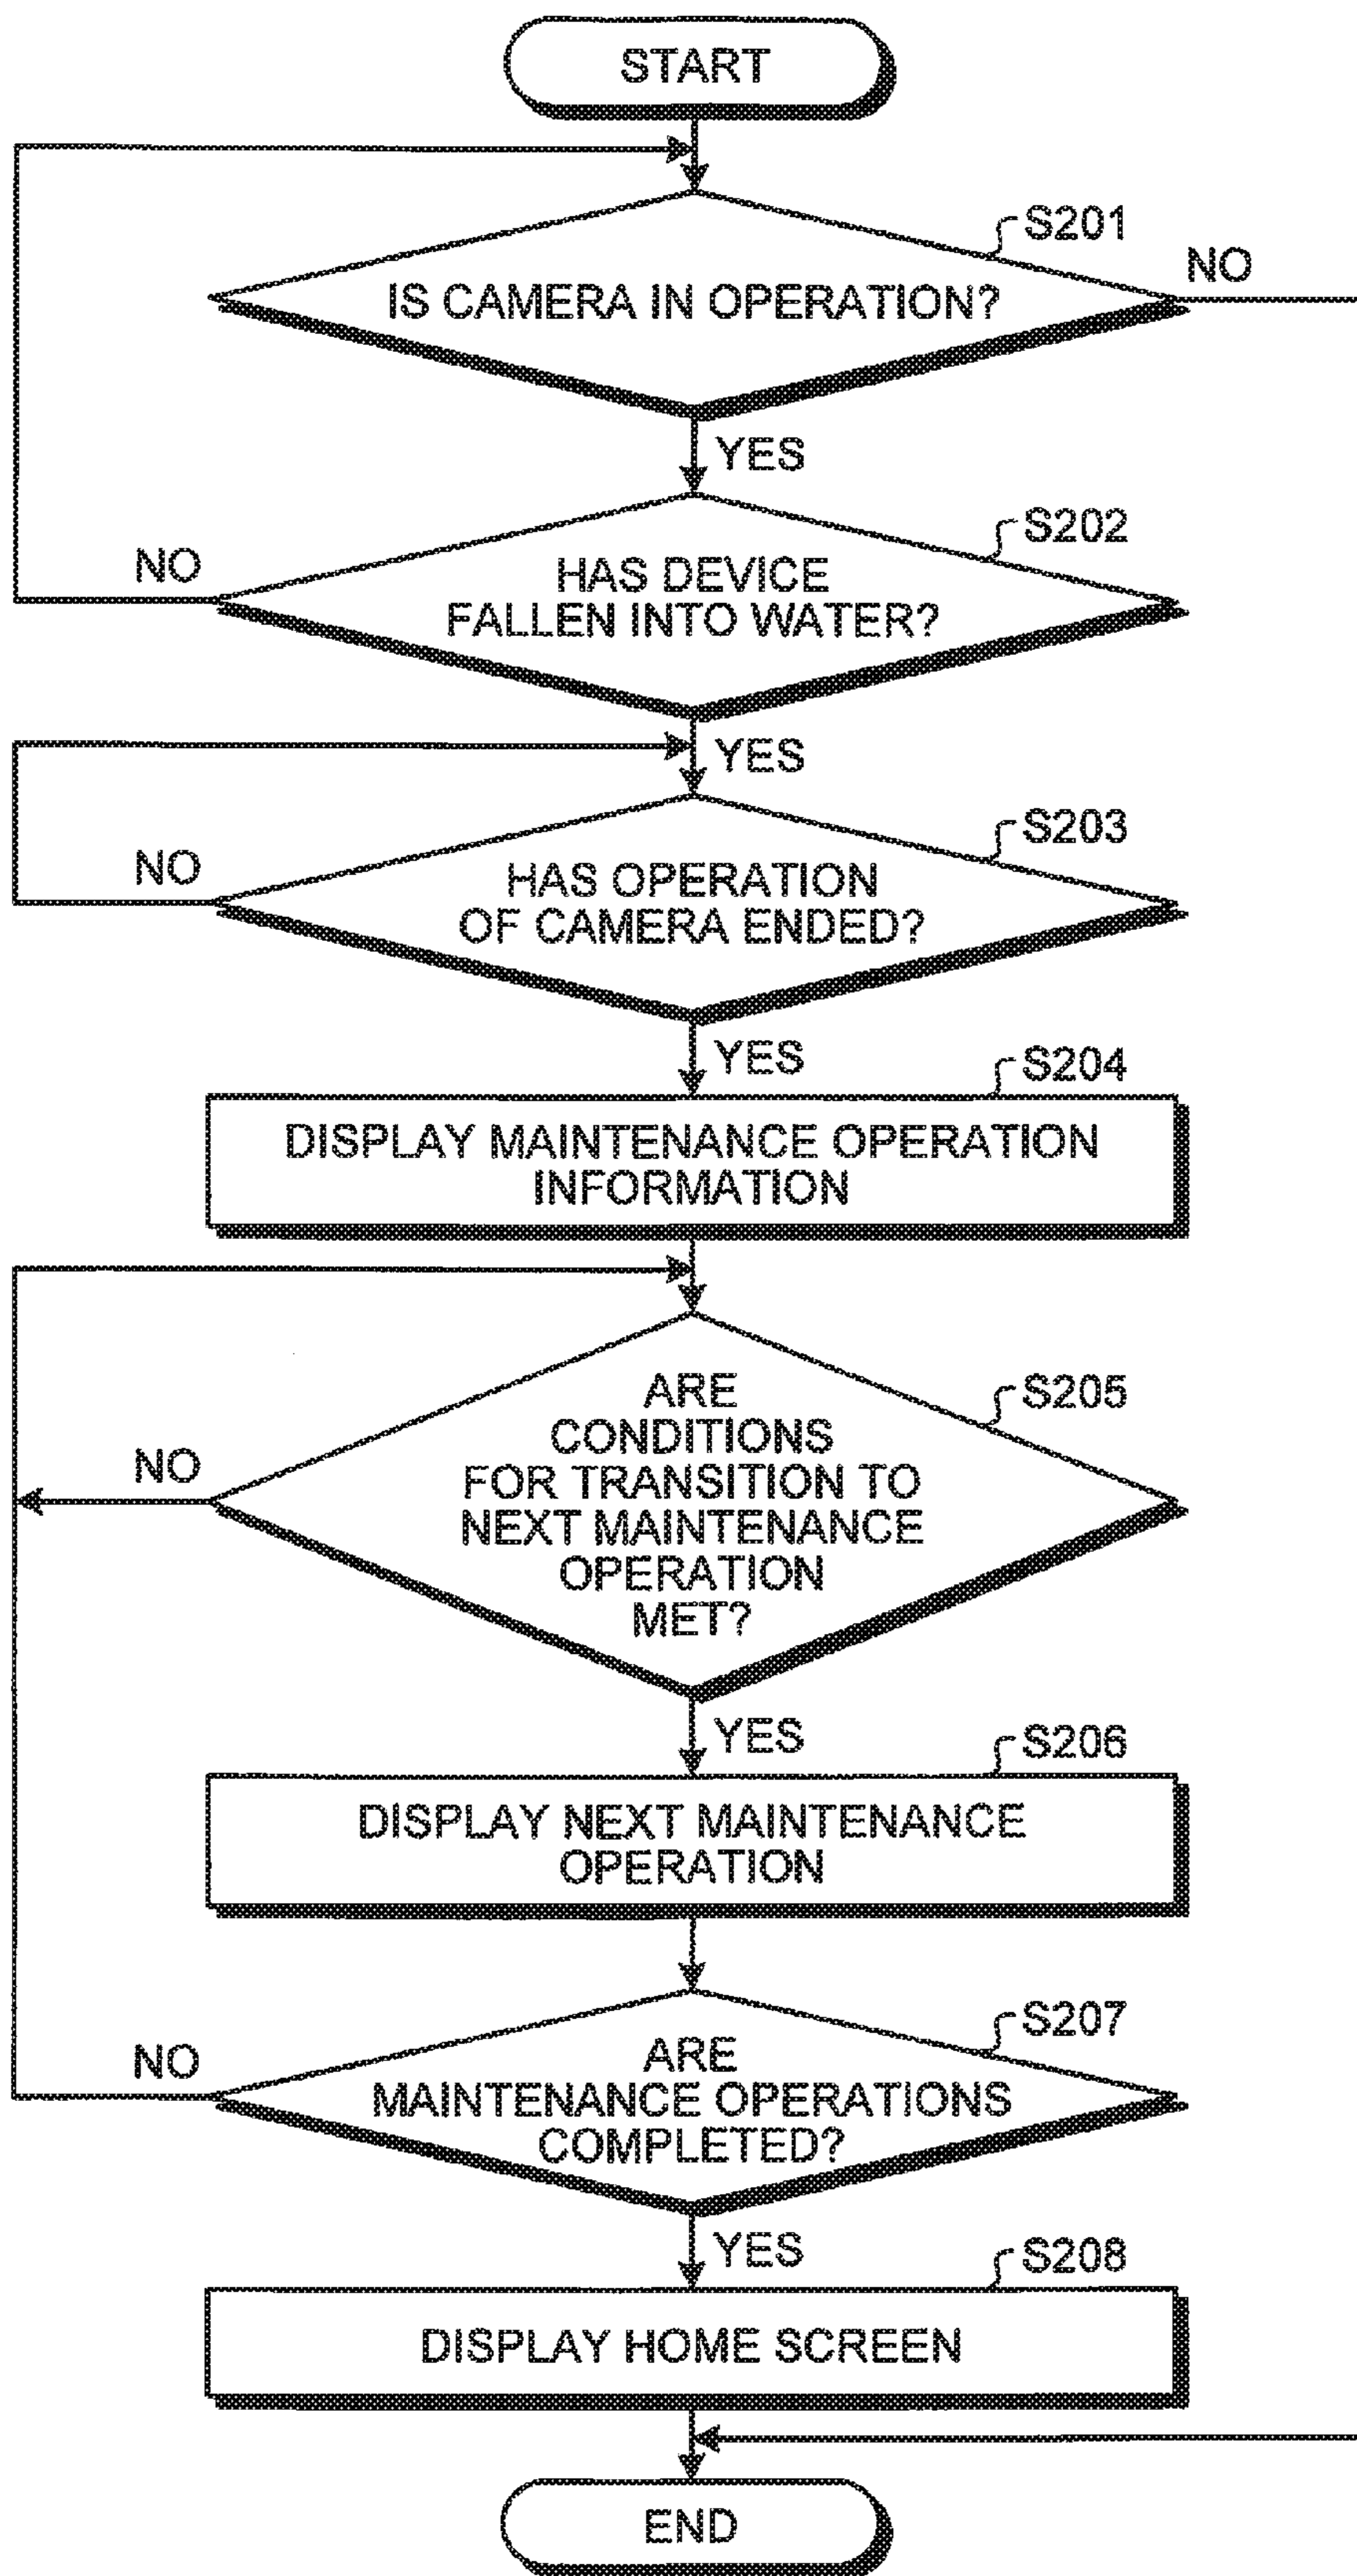 START
S201
NO
IS CAMERA IN OPERATION?
YES
S202
NO
HAS DEVICE
FALLEN INTO WATER?
YES
S203
NO
HAS OPERATION
OF CAMERA ENDED?
YES
S204
DISPLAY MAINTENANCE OPERATION
INFORMATION
S205
ARE
CONDITIONS
NO
FOR TRANSITION TO
NEXT MAINTENANCE
OPERATION
MET?
YES
S206
DISPLAY NEXT MAINTENANCE
OPERATION
S207
NO
ARE
MAINTENANCE OPERATIONS
COMPLETED?
YES
S208
DISPLAY HOME SCREEN
END